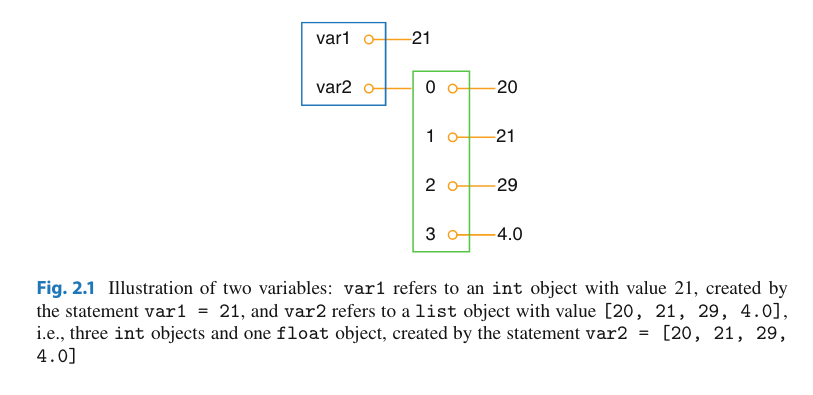 var1 21
var2 0 20
1 21
2 29
3 4.0
Fig. 2.1 Illustration of two variables: var1 refers to an int object with value 21, created by
the statement var1 = 21, and var2 refers to a list object with value [20, 21, 29, 4.0],
i.e., three int objects and one float object, created by the statement var2 = [20, 21, 29,
4.0]